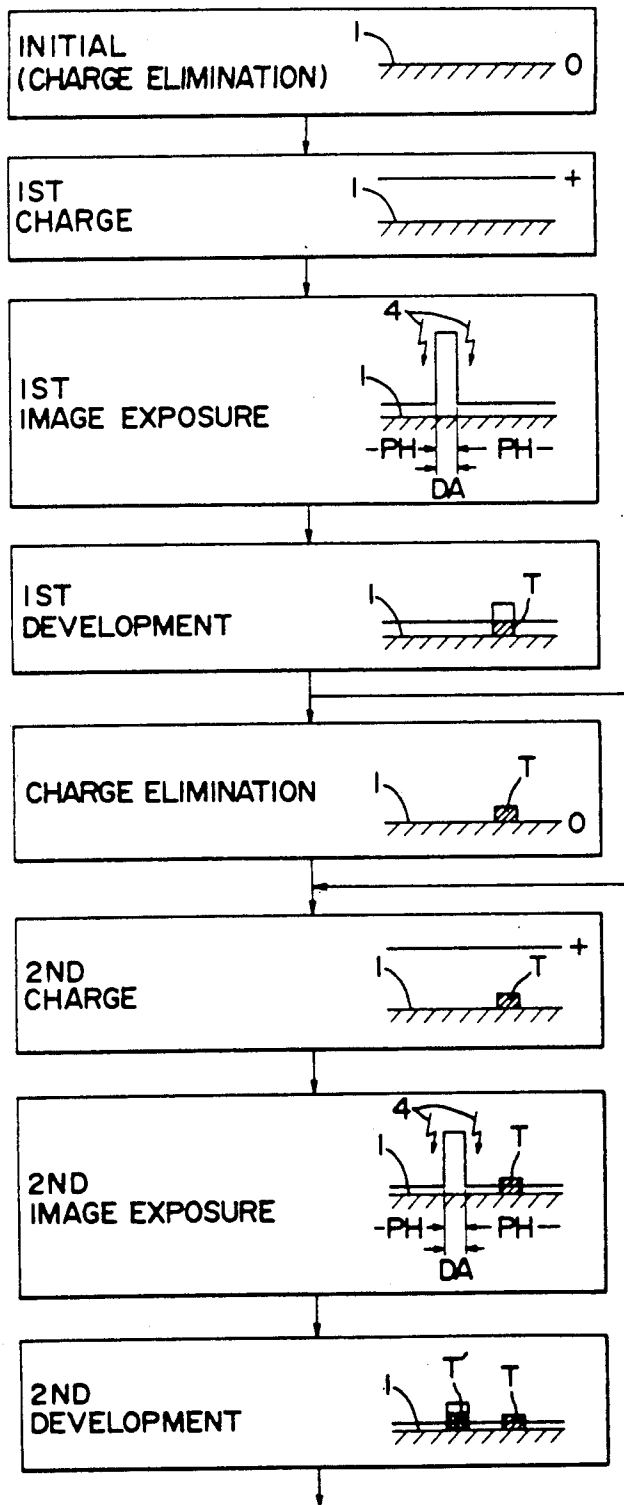 INITIAL
(CHARGE ELIMINATION)
1
0
1ST
CHARGE
1
+
1ST
IMAGE EXPOSURE
4
1
-PH PH-
DA
1ST
DEVELOPMENT
1
T
CHARGE ELIMINATION
1
T
0
2ND
CHARGE
1
T
+
2ND
IMAGE EXPOSURE
4
1
T
-PH PH-
DA
2ND
DEVELOPMENT
1
T'
T